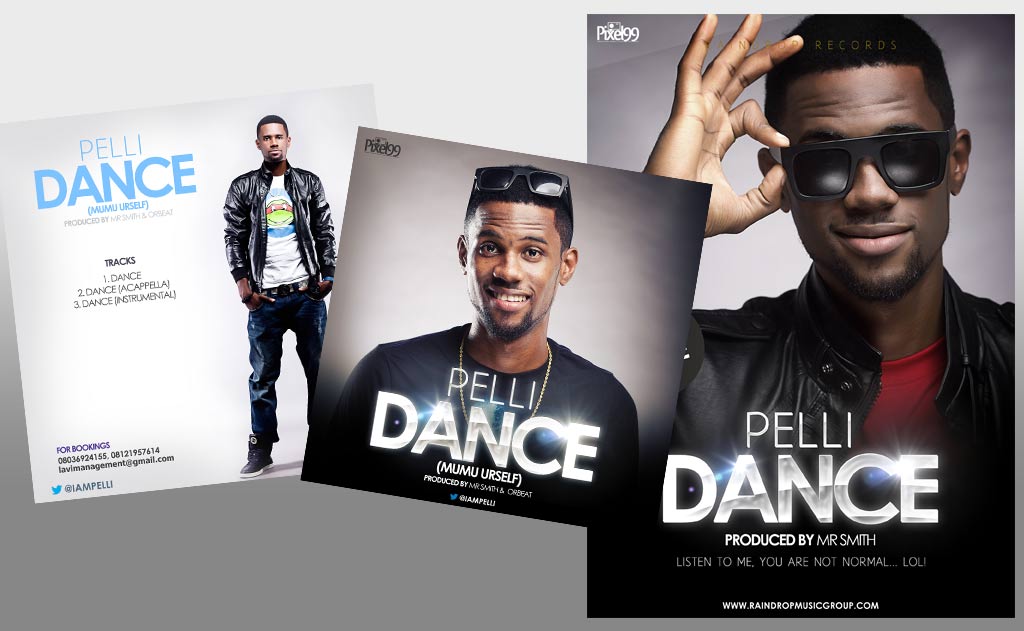 PELLI
DANCE
(MUMU URSELF)
PRODUCED BY MR SMITH & ORBEAT
TRACKS
1. DANCE
2. DANCE (ACAPPELLA)
3. DANCE (INSTRUMENTAL)
FOR BOOKINGS
08036924155, 08121957614
lavimanagement@gmail.com
@IAMPELLI
Pixel99
PELLI
DANCE
(MUMU URSELF)
PRODUCED BY MR SMITH & ORBEAT
@IAMPELLI
Pixel99
RECORDS
PELLI
DANCE
PRODUCED BY MR SMITH
LISTEN TO ME, YOU ARE NOT NORMAL... LOL!
WWW.RAINDROPMUSICGROUP.COM